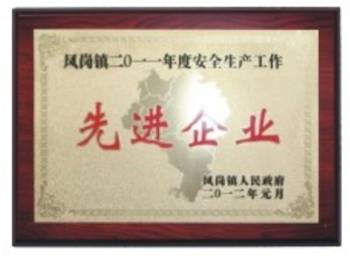 凤岗镇二〇一一年度安全生产工作
先进企业
凤岗镇人民政府
二〇一二年元月